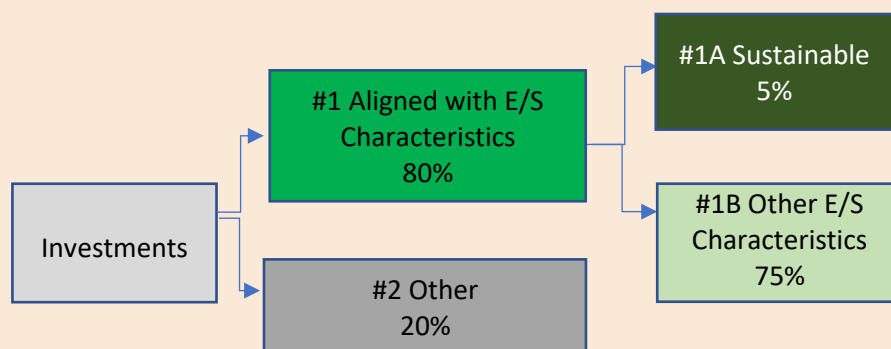 Investments
#1 Aligned with E/S
Characteristics
80%
#2 Other
20%
#1A Sustainable
5%
#1B Other E/S
Characteristics
75%